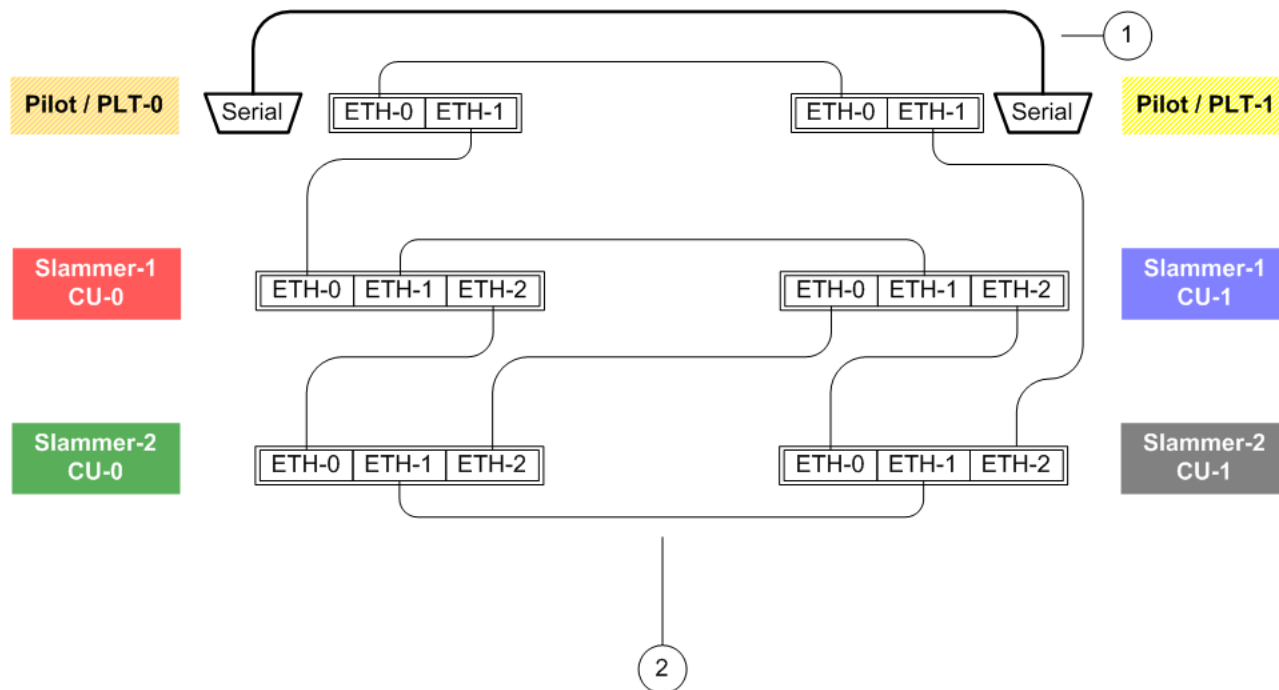 1
Pilot / PLT-0
Serial
ETH-0 ETH-1
ETH-0 ETH-1
Serial
Pilot / PLT-1
Slammer-1
CU-0
ETH-0 ETH-1 ETH-2
ETH-0 ETH-1 ETH-2
Slammer-1
CU-1
Slammer-2
CU-0
ETH-0 ETH-1 ETH-2
ETH-0 ETH-1 ETH-2
Slammer-2
CU-1
2